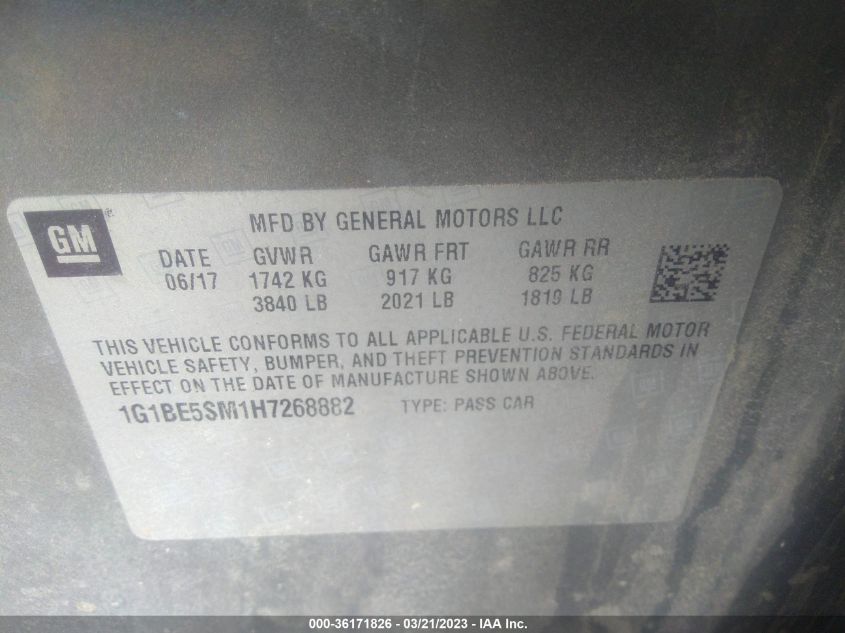 GM
MFD BY GENERAL MOTORS LLC
DATE GVWR GAWR FRT GAWR RR
06/17 1742 KG 917 KG 825 KG
3840 LB 2021 LB 1819 LB
THIS VEHICLE CONFORMS TO ALL APPLICABLE U.S. FEDERAL MOTOR
VEHICLE SAFETY, BUMPER, AND THEFT PREVENTION STANDARDS IN
EFFECT ON THE DATE OF MANUFACTURE SHOWN ABOVE.
1G1BE5SM1H7268882 TYPE: PASS CAR
000-36171826 - 03/21/2023 - IAA Inc.